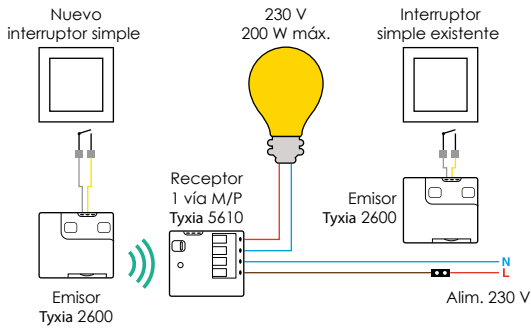 Nuevo
interruptor simple
230 V
200 W máx.
Interruptor
simple existente
Receptor
1 vía M/P
Tyxia 5610
Emisor
Tyxia 2600
N
L
Emisor
Tyxia 2600
Alim. 230 V